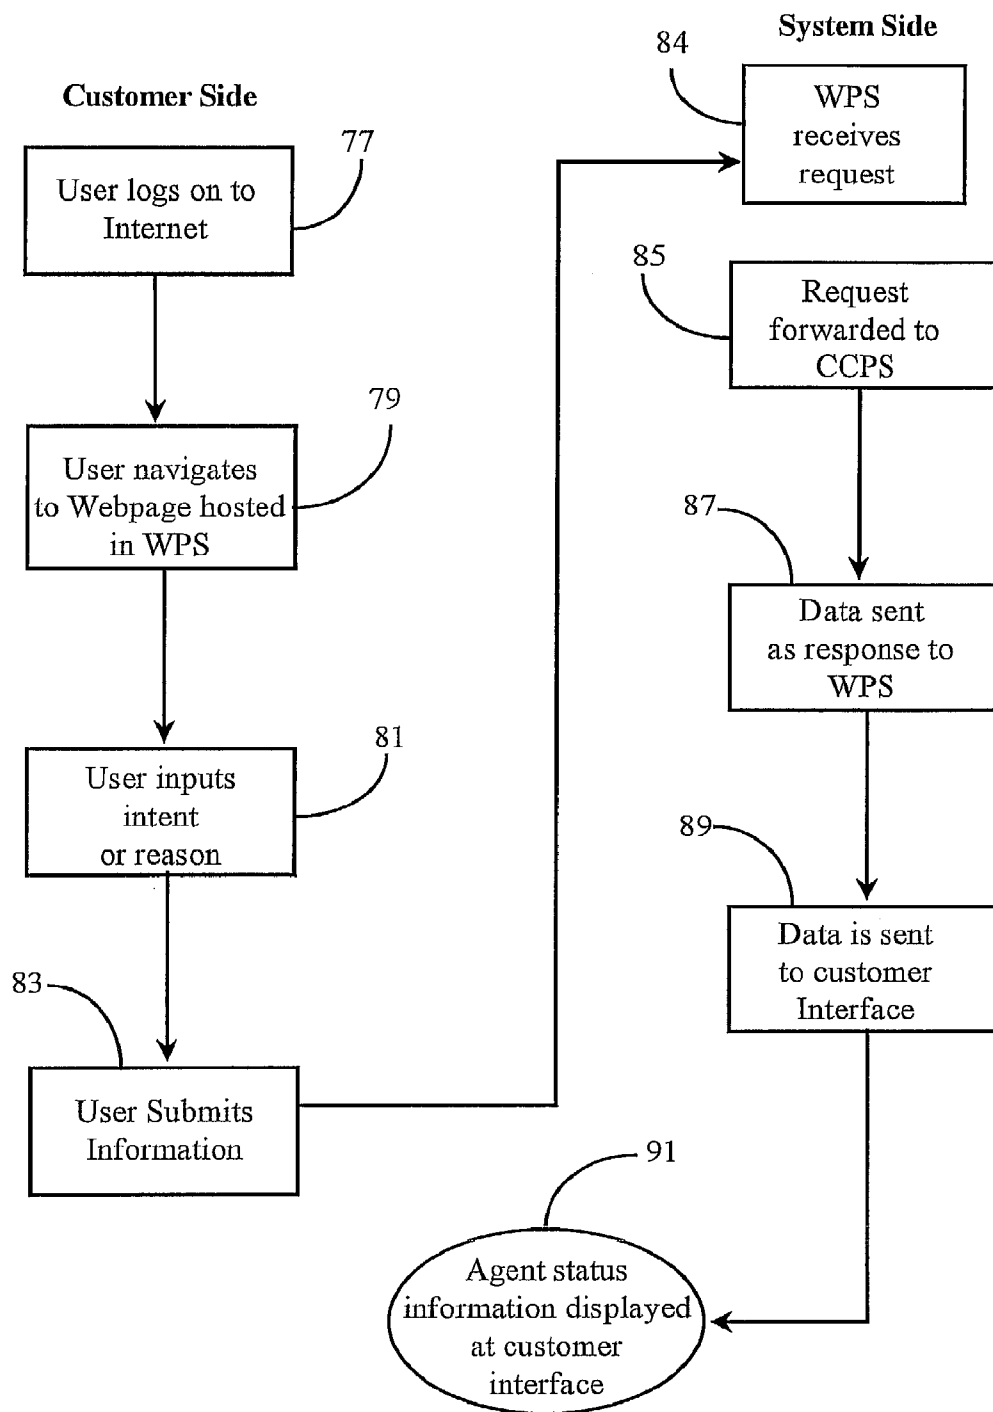 Customer Side
77
User logs on to
Internet
79
User navigates
to Webpage hosted
in WPS
81
User inputs
intent
or reason
83
User Submits
Information
System Side
84
WPS
receives
request
85
Request
forwarded to
CCPS
87
Data sent
as response to
WPS
89
Data is sent
to customer
Interface
91
Agent status
information displayed
at customer
interface